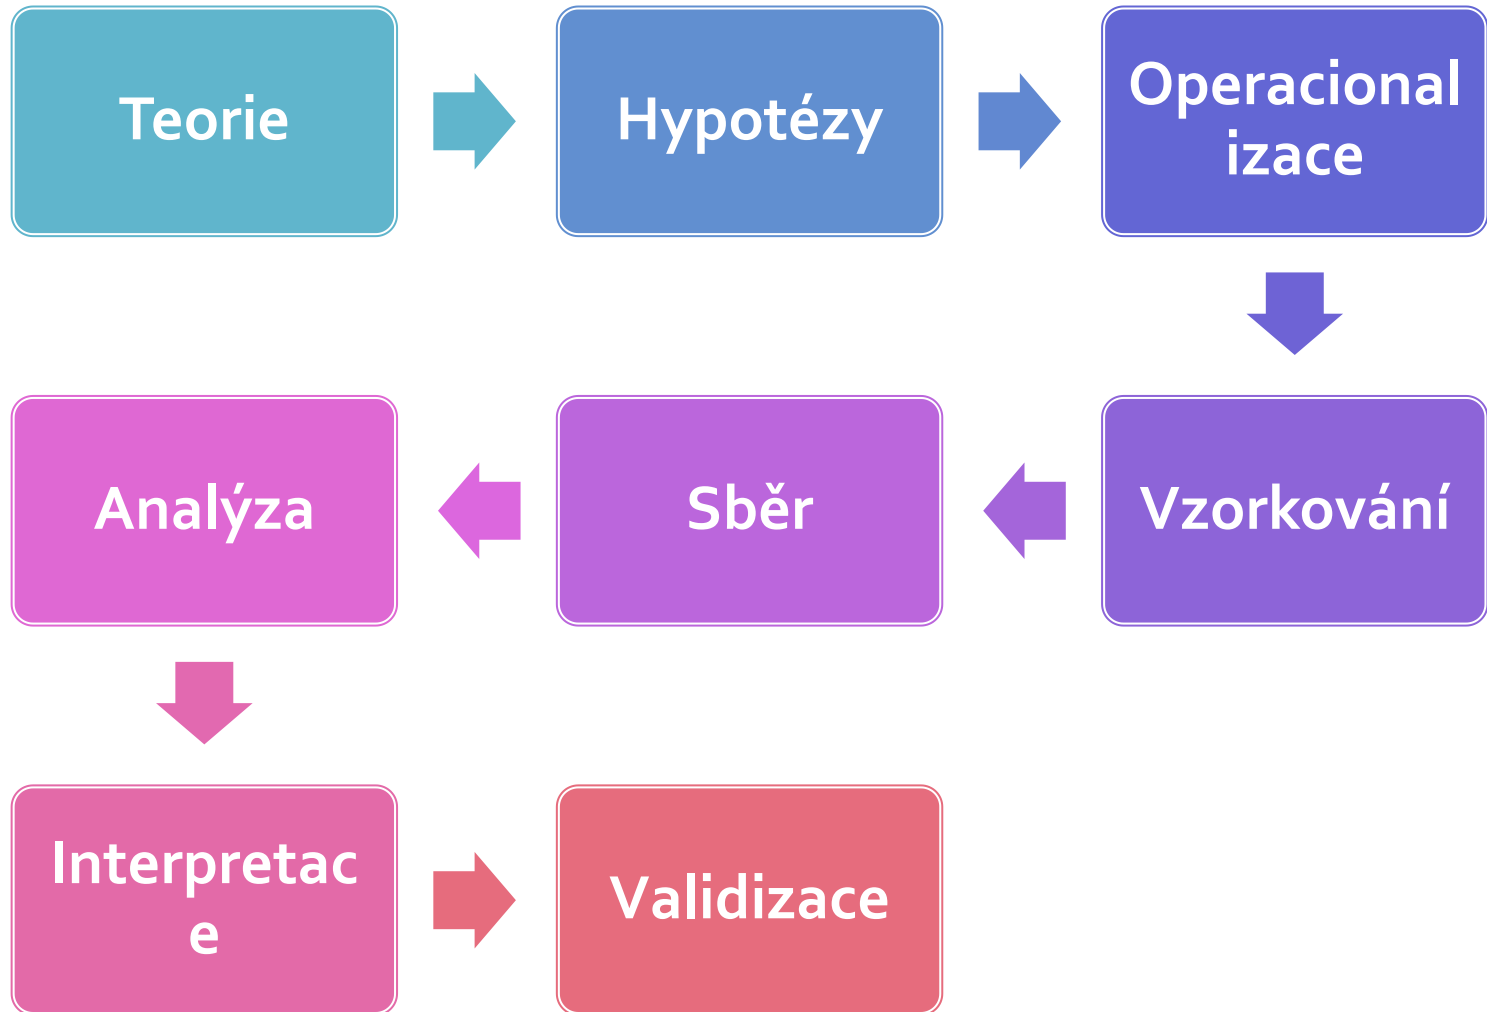 Teorie
Hypotézy
Operacional
izace
Vzorkování
Sběr
Analýza
Interpretac
e
Validizace